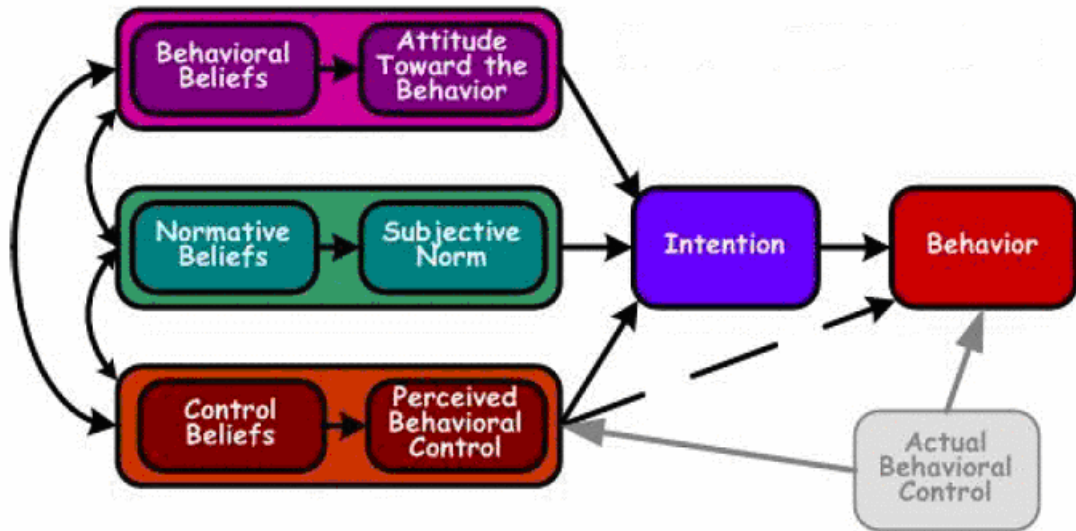 Behavioral
Beliefs
Attitude
Toward the
Behavior
Normative
Beliefs
Subjective
Norm
Intention
Behavior
Control
Beliefs
Perceived
Behavioral
Control
Actual
Behavioral
Control